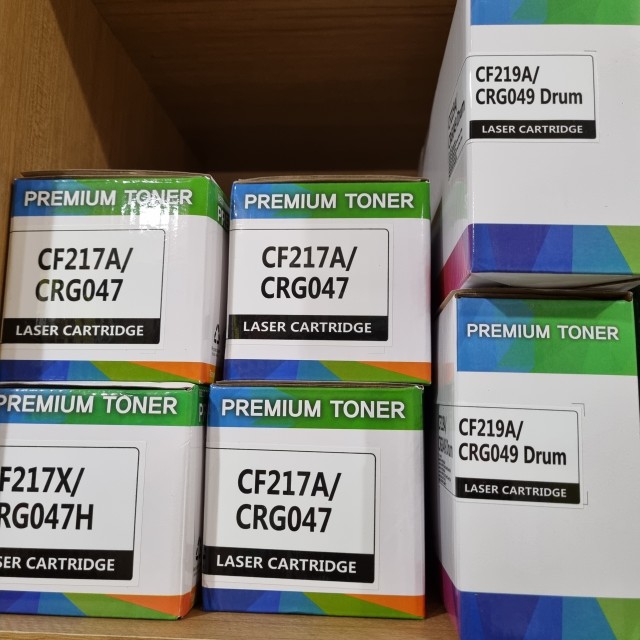 PREMIUM TONER
CF217A/
CRG047
LASER CARTRIDGE
PREMIUM TONER
CF217A/
CRG047
LASER CARTRIDGE
CF219A/
CRG049 Drum
LASER CARTRIDGE
PREMIUM TONER
F217X/
RG047H
SER CARTRIDGE
PREMIUM TONER
CF217A/
CRG047
LASER CARTRIDGE
PREMIUM TONER
CF219A/
CRG049 Drum
LASER CARTRIDGE